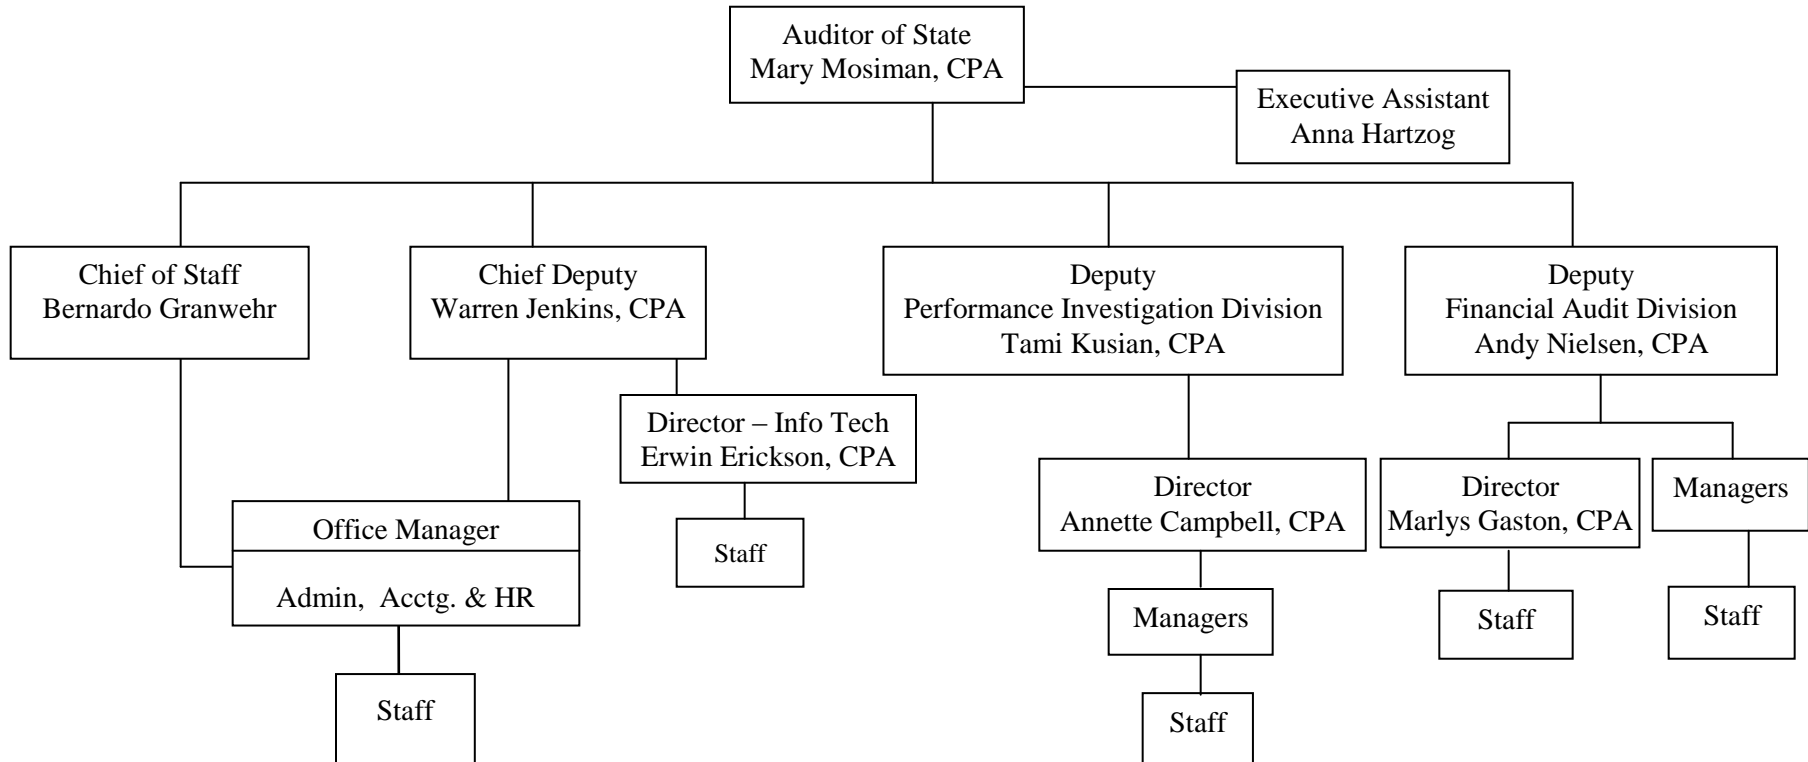 Auditor of State
Mary Mosiman, CPA
Executive Assistant
Anna Hartzog
Chief of Staff
Bernardo Granwehr
Chief Deputy
Warren Jenkins, CPA
Deputy
Performance Investigation Division
Tami Kusian, CPA
Deputy
Financial Audit Division
Andy Nielsen, CPA
Director – Info Tech
Erwin Erickson, CPA
Staff
Office Manager
Admin, Acctg. & HR
Staff
Director
Annette Campbell, CPA
Managers
Staff
Director
Marlys Gaston, CPA
Staff
Managers
Staff